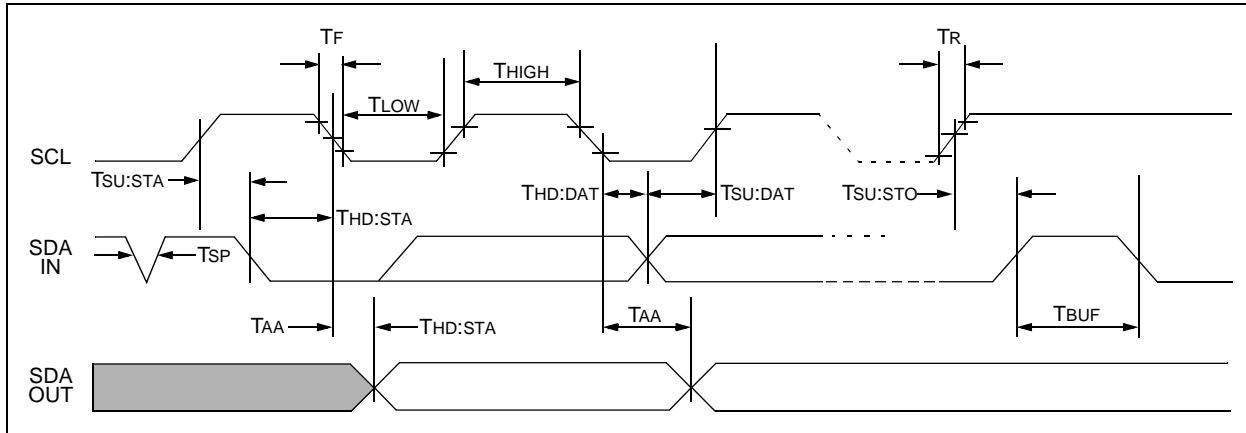 TF
TR
THIGH
TLOW
SCL
TSU:STA
THD:DAT
TSU:DAT
TSU:STO
THD:STA
SDA
IN
TSP
TAA
THD:STA
TAA
TBUF
SDA
OUT